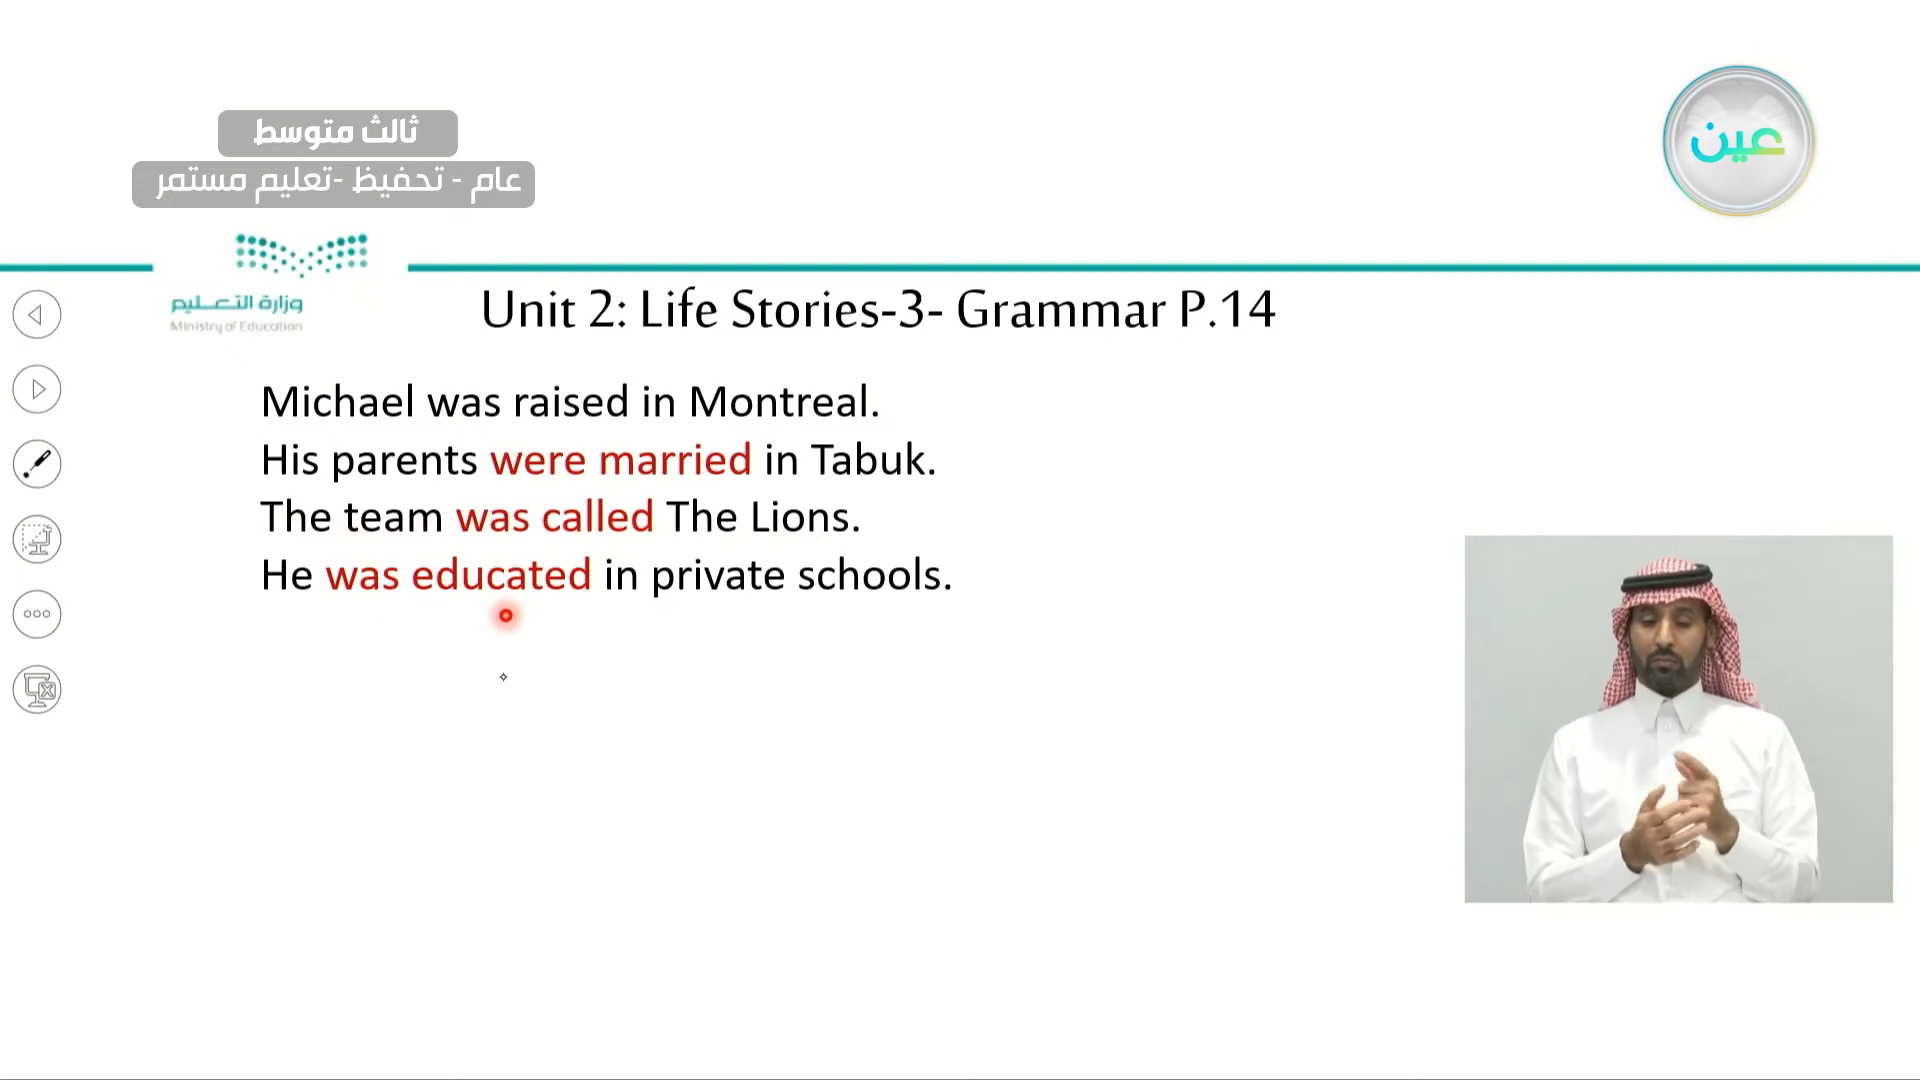 ثالث متوسط
عام - تحفيظ -تعليم مستمر
عين
وزارة التعليم
Ministry of Education
Unit 2: Life Stories-3- Grammar P.14
Michael was raised in Montreal.
His parents were married in Tabuk.
The team was called The Lions.
He was educated in private schools.